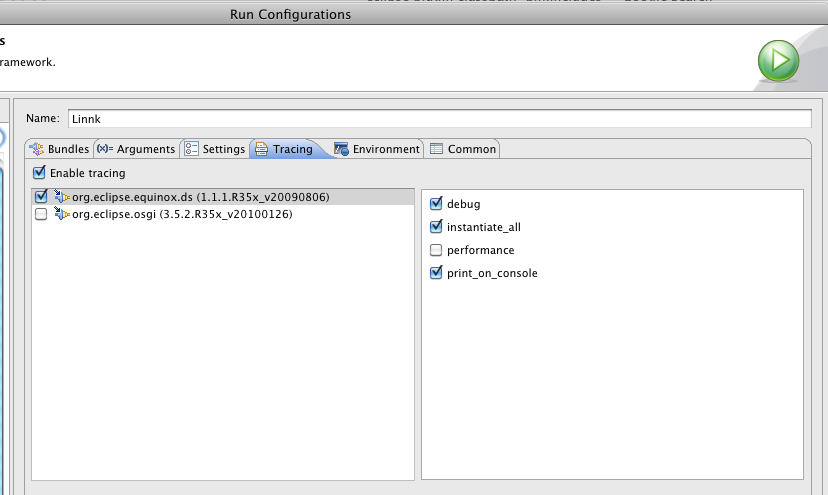 Run Configurations
s
ramework.
Name: Linnk
Bundles (x)= Arguments Settings Tracing Environment Common
Enable tracing
org.eclipse.equinox.ds (1.1.1.R35x_v20090806)
org.eclipse.osgi (3.5.2.R35x_v20100126)
debug
instantiate_all
performance
print_on_console